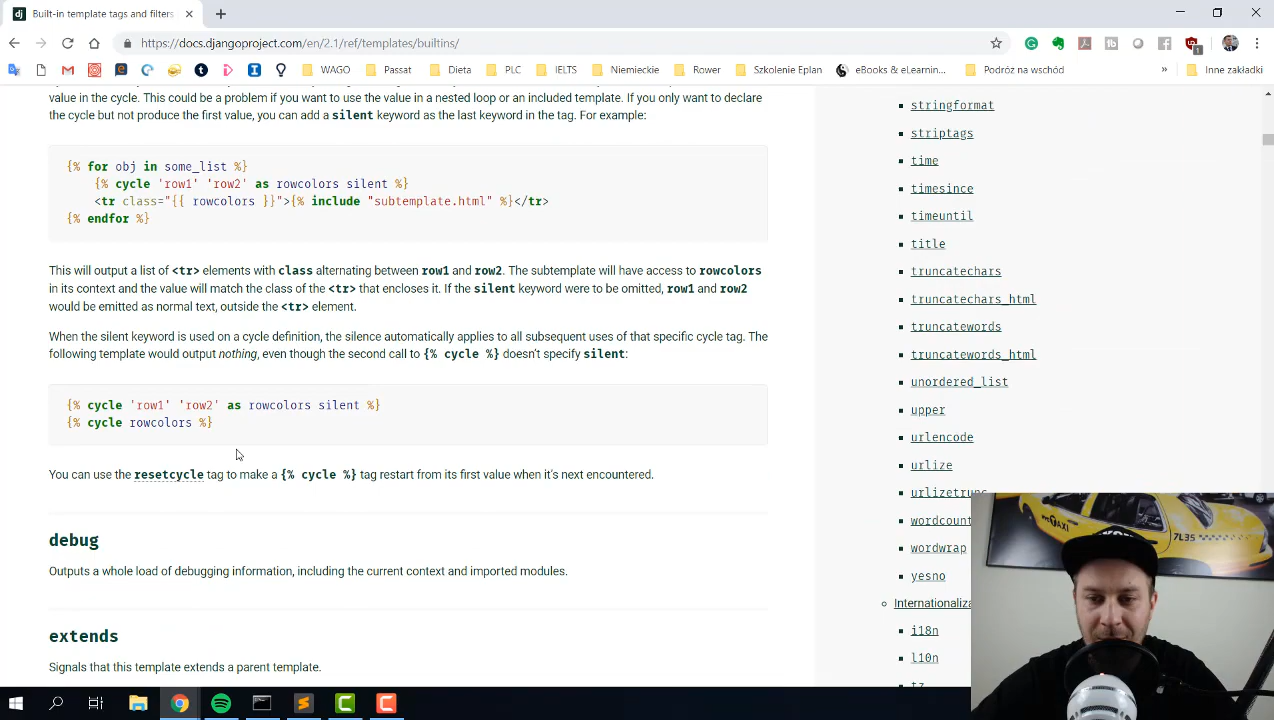 Built-in template tags and filters
https://docs.djangoproject.com/en/2.1/ref/templates/builtins/
WAGO Passat Dieta PLC IELTS Niemieckie Rower Szkolenie Eplan eBooks & eLearnin... Podróż na wschód » Inne zakładki
value in the cycle. This could be a problem if you want to use the value in a nested loop or an included template. If you only want to declare
the cycle but not produce the first value, you can add a silent keyword as the last keyword in the tag. For example:
{% for obj in some_list %}
{% cycle 'row1' 'row2' as rowcolors silent %}
<tr class="{{ rowcolors }}">{% include "subtemplate.html" %}</tr>
{% endfor %}
This will output a list of <tr> elements with class alternating between row1 and row2. The subtemplate will have access to rowcolors
in its context and the value will match the class of the <tr> that encloses it. If the silent keyword were to be omitted, row1 and row2
would be emitted as normal text, outside the <tr> element.
When the silent keyword is used on a cycle definition, the silence automatically applies to all subsequent uses of that specific cycle tag. The
following template would output nothing, even though the second call to {% cycle %} doesn't specify silent:
{% cycle 'row1' 'row2' as rowcolors silent %}
{% cycle rowcolors %}
You can use the resetcycle tag to make a {% cycle %} tag restart from its first value when it's next encountered.
debug
Outputs a whole load of debugging information, including the current context and imported modules.
extends
Signals that this template extends a parent template.
stringformat
striptags
time
timesince
timeuntil
title
truncatechars
truncatechars_html
truncatewords
truncatewords_html
unordered_list
upper
urlencode
urlize
urlizetrunc
wordcount
wordwrap
yesno
Internationaliza
i18n
l10n
tz
7L35